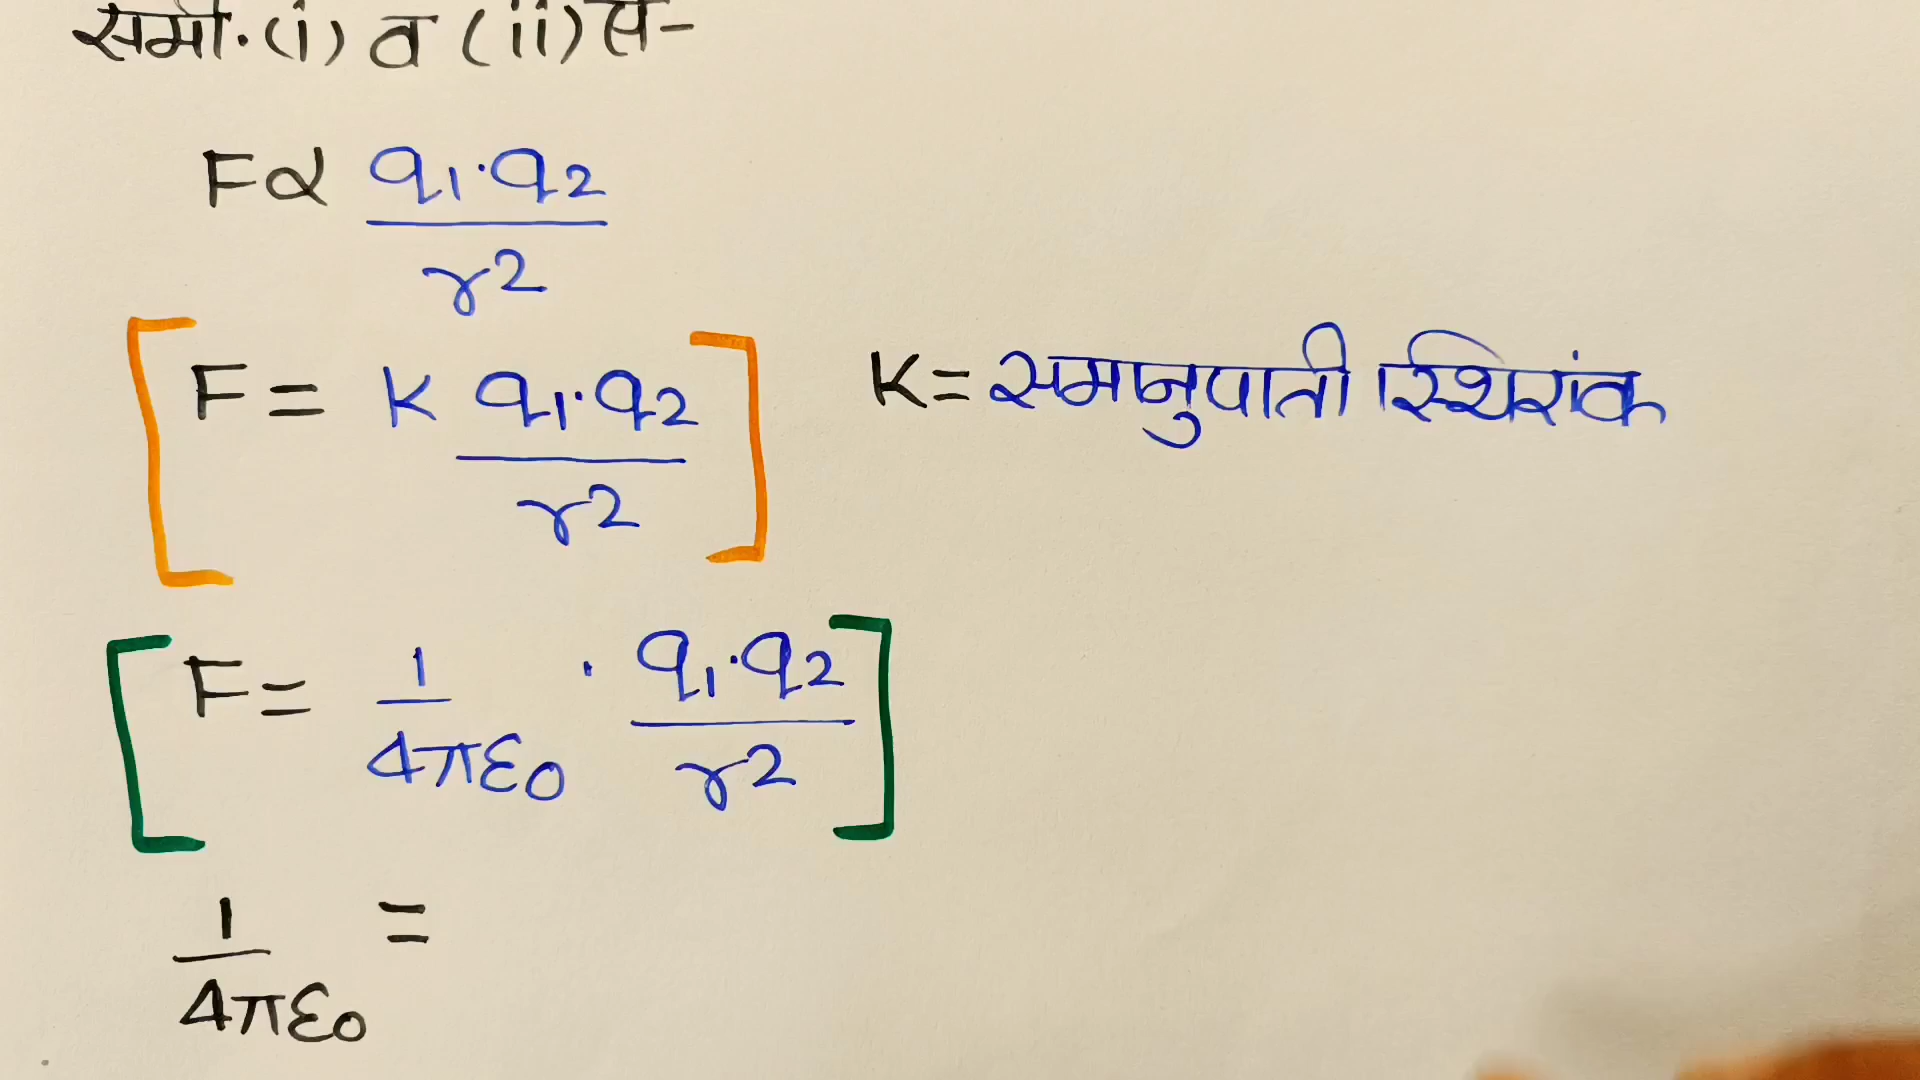 समी.(i) व (ii) से-
F∝ q1.q2
r2
F= K q1.q2
r2
K= समानुपाती स्थिरांक
F= 1 . q1.q2
4πε0 r2
1 =
4πε0